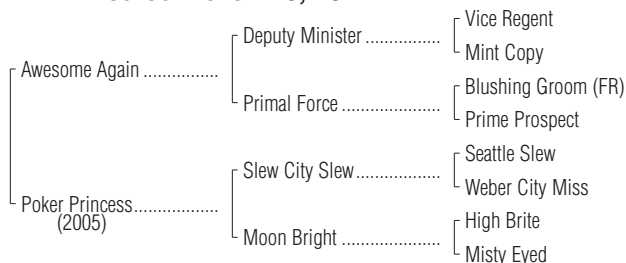 Vice Regent
Deputy Minister ................
Mint Copy
Awesome Again ................
Blushing Groom (FR)
Primal Force .....................
Prime Prospect
Seattle Slew
Slew City Slew..................
Weber City Miss
Poker Princess..................
(2005)
High Brite
Moon Bright .....................
Misty Eyed